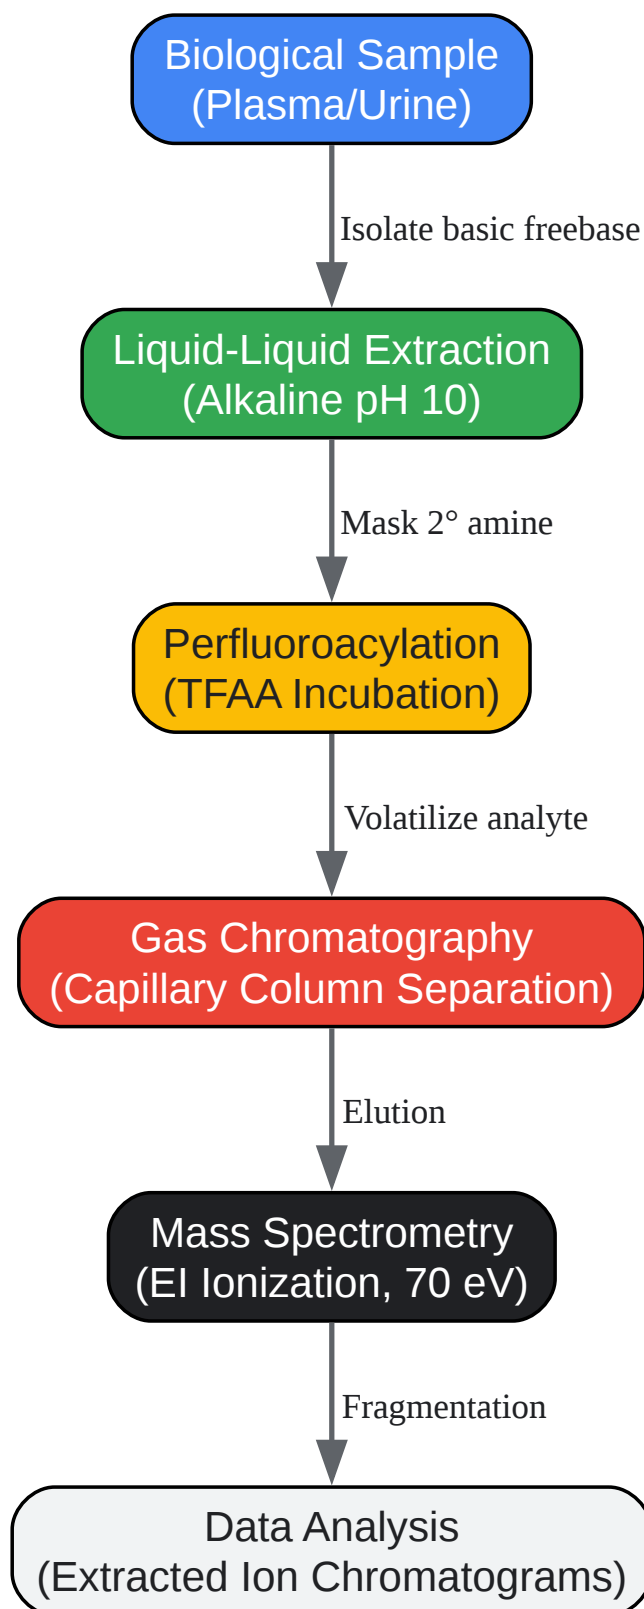 Biological Sample
(Plasma/Urine)
Isolate basic freebase
Liquid-Liquid Extraction
(Alkaline pH 10)
Mask 2° amine
Perfluoroacylation
(TFAA Incubation)
Volatilize analyte
Gas Chromatography
(Capillary Column Separation)
Elution
Mass Spectrometry
(EI Ionization, 70 eV)
Fragmentation
Data Analysis
(Extracted Ion Chromatograms)